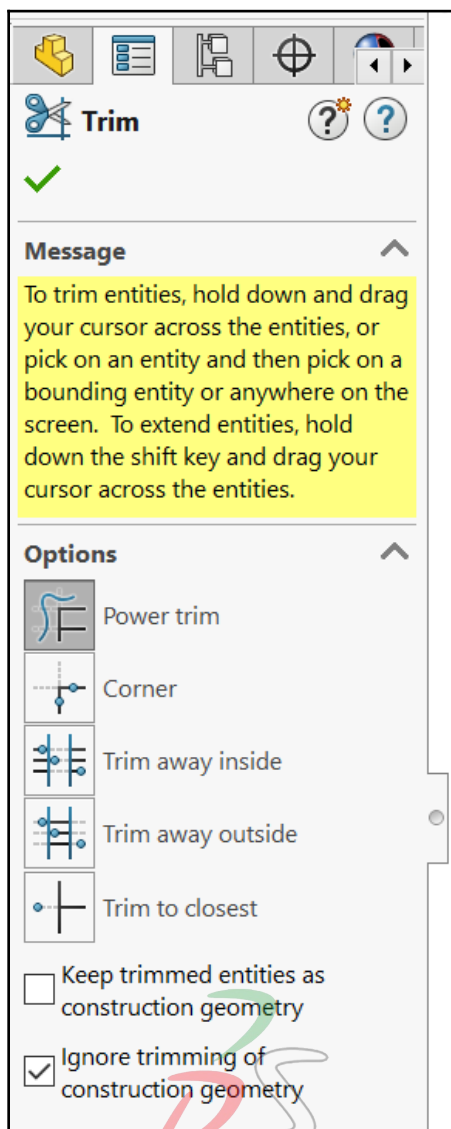 Trim
Message
To trim entities, hold down and drag
your cursor across the entities, or
pick on an entity and then pick on a
bounding entity or anywhere on the
screen.  To extend entities, hold
down the shift key and drag your
cursor across the entities.
Options
Power trim
Corner
Trim away inside
Trim away outside
Trim to closest
Keep trimmed entities as
construction geometry
Ignore trimming of
construction geometry